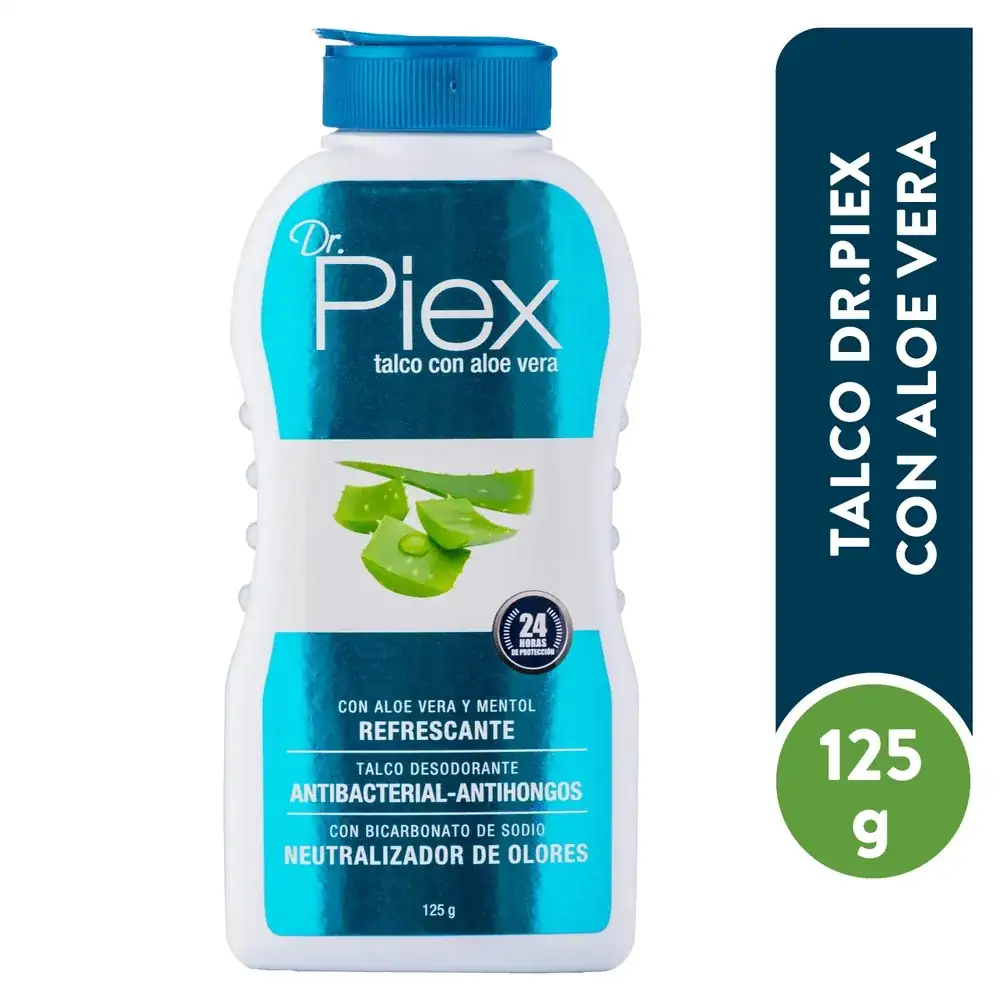 Dr.
Piex
talco con aloe vera
24
HORAS
DE PROTECCIÓN
CON ALOE VERA Y MENTOL
REFRESCANTE
TALCO DESODORANTE
ANTIBACTERIAL-ANTIHONGOS
CON BICARBONATO DE SODIO
NEUTRALIZADOR DE OLORES
125 g
TALCO DR.PIEX
CON ALOE VERA
125
g